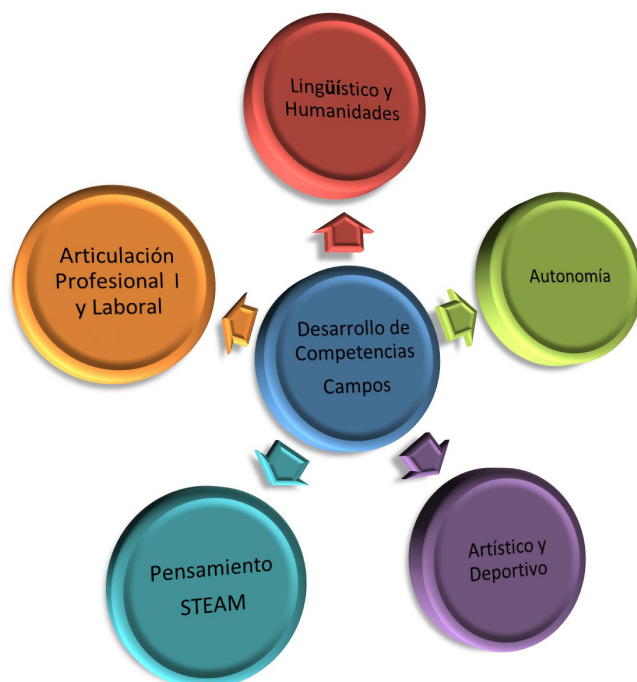 Lingüístico y
Humanidades
Articulación
Profesional I
y Laboral
Autonomía
Desarrollo de
Competencias
Campos
Pensamiento
STEAM
Artístico y
Deportivo